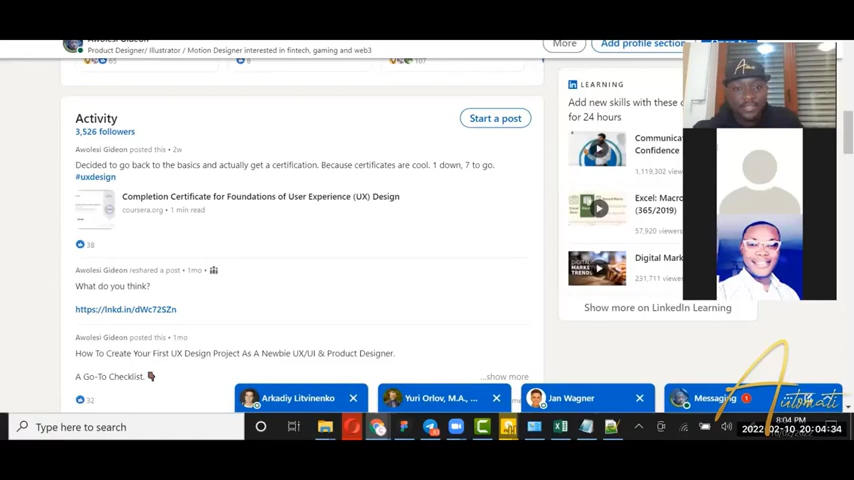 Awolesi Gideon
Product Designer/ Illustrator / Motion Designer interested in fintech, gaming and web3
More
Add profile section
65
8
107
Activity
3,526 followers
Start a post
Awolesi Gideon posted this • 2w
Decided to go back to the basics and actually get a certification. Because certificates are cool. 1 down, 7 to go.
#uxdesign
Completion Certificate for Foundations of User Experience (UX) Design
coursera.org • 1 min read
38
Awolesi Gideon reshared a post • 1mo
What do you think?
https://lnkd.in/dWc72SZn
Awolesi Gideon posted this • 1mo
How To Create Your First UX Design Project As A Newbie UX/UI & Product Designer.
A Go-To Checklist.
...show more
32
in LEARNING
Add new skills with these
for 24 hours
Communica
Confidence
1,119,302 viewers
Excel: Macro
(365/2019)
57,920 viewers
DIGITAL MARKETING TRENDS
Digital Mark
231,711 viewers
Show more on LinkedIn Learning
Arkadiy Litvinenko
Yuri Orlov, M.A., ...
Jan Wagner
Messaging
1
Automati
Type here to search
8:04 PM
2022-02-10 20:04:34